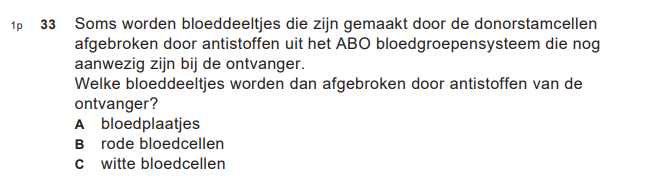 1p 33 Soms worden bloeddeeltjes die zijn gemaakt door de donorstamcellen
afgebroken door antistoffen uit het ABO bloedgroepensysteem die nog
aanwezig zijn bij de ontvanger.
Welke bloeddeeltjes worden dan afgebroken door antistoffen van de
ontvanger?
A bloedplaatjes
B rode bloedcellen
C witte bloedcellen